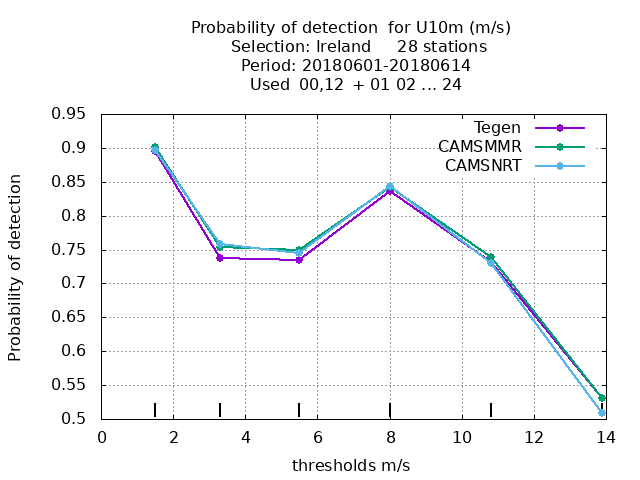 Probability of detection  for U10m (m/s)
Selection: Ireland     28 stations
Period: 20180601-20180614
Used  00,12  + 01 02 ... 24
0.95
0.9
0.85
0.8
0.75
0.7
0.65
0.6
0.55
0.5
Probability of detection
Tegen
CAMSMMR
CAMSNRT
0 2 4 6 8 10 12 14
thresholds m/s